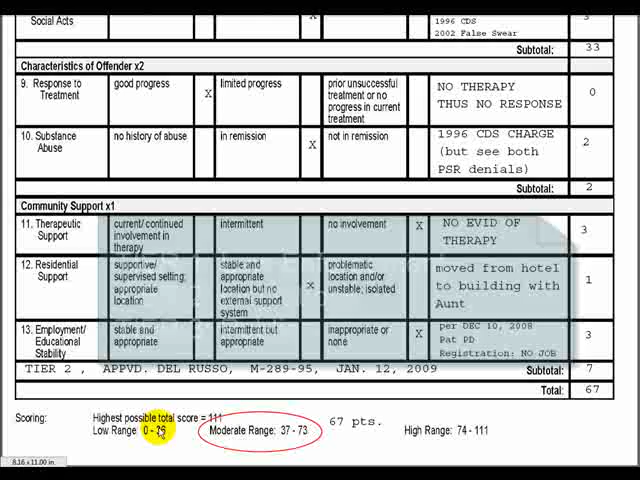 Social Acts
X
1996 CDS
2002 False Swear
3
Subtotal: 33
Characteristics of Offender x2
9. Response to Treatment
good progress
X
limited progress
prior unsuccessful treatment or no progress in current treatment
NO THERAPY
THUS NO RESPONSE
0
10. Substance Abuse
no history of abuse
in remission
X
not in remission
1996 CDS CHARGE
(but see both
PSR denials)
2
Subtotal: 2
Community Support x1
11. Therapeutic Support
current/ continued involvement in therapy
intermittent
no involvement
X
NO EVID OF
THERAPY
3
12. Residential Support
supportive/ supervised setting; appropriate location
stable and appropriate location but no external support system
X
problematic location and/or unstable; isolated
moved from hotel
to building with
Aunt
1
13. Employment/ Educational Stability
stable and appropriate
intermittent but appropriate
inappropriate or none
X
per DEC 10, 2008
Pat PD
Registration: NO JOB
3
TIER 2 , APPVD. DEL RUSSO, M-289-95, JAN. 12, 2009 Subtotal: 7
Total: 67
Scoring: Highest possible total score = 111
Low Range: 0 - 36 Moderate Range: 37 - 73 67 pts. High Range: 74 - 111
8.16 x 11.00 in